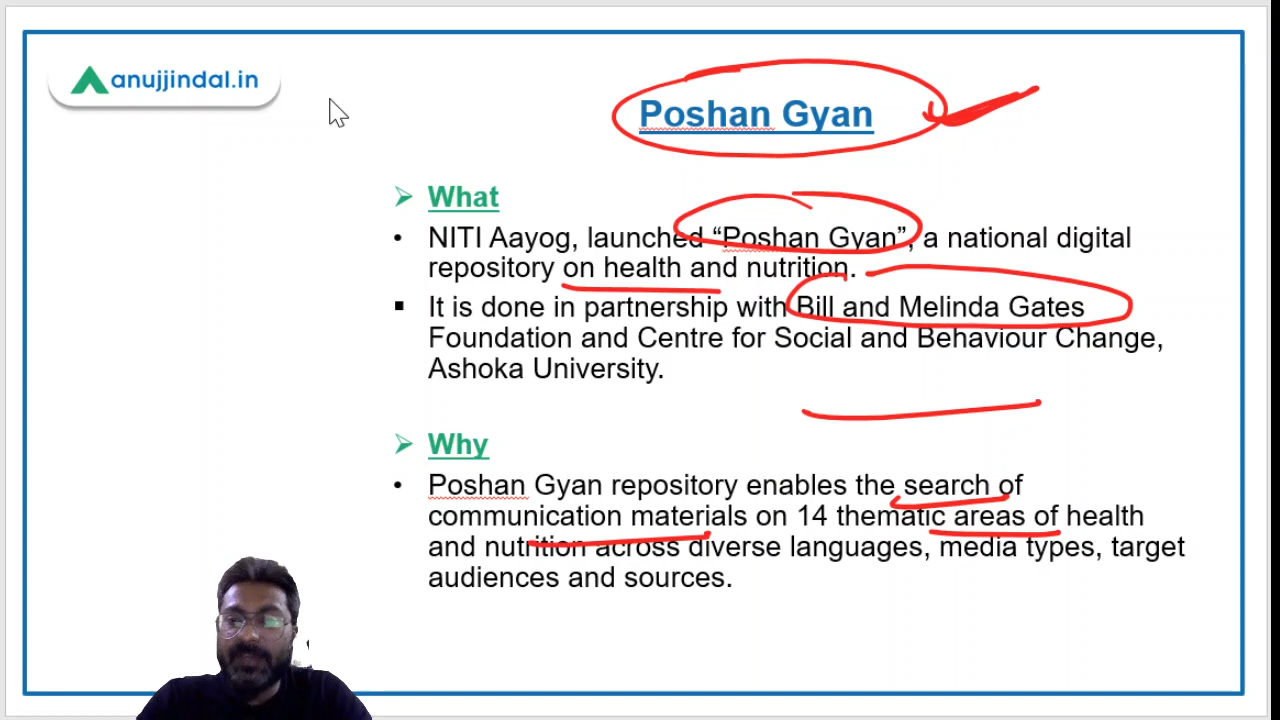 anujjindal.in
Poshan Gyan
What
NITI Aayog, launched “Poshan Gyan”, a national digital
repository on health and nutrition.
It is done in partnership with Bill and Melinda Gates
Foundation and Centre for Social and Behaviour Change,
Ashoka University.
Why
Poshan Gyan repository enables the search of
communication materials on 14 thematic areas of health
and nutrition across diverse languages, media types, target
audiences and sources.